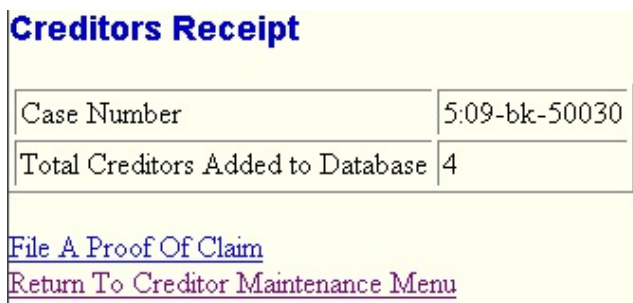 Creditors Receipt
Case Number 5:09-bk-50030
Total Creditors Added to Database 4
File A Proof Of Claim
Return To Creditor Maintenance Menu